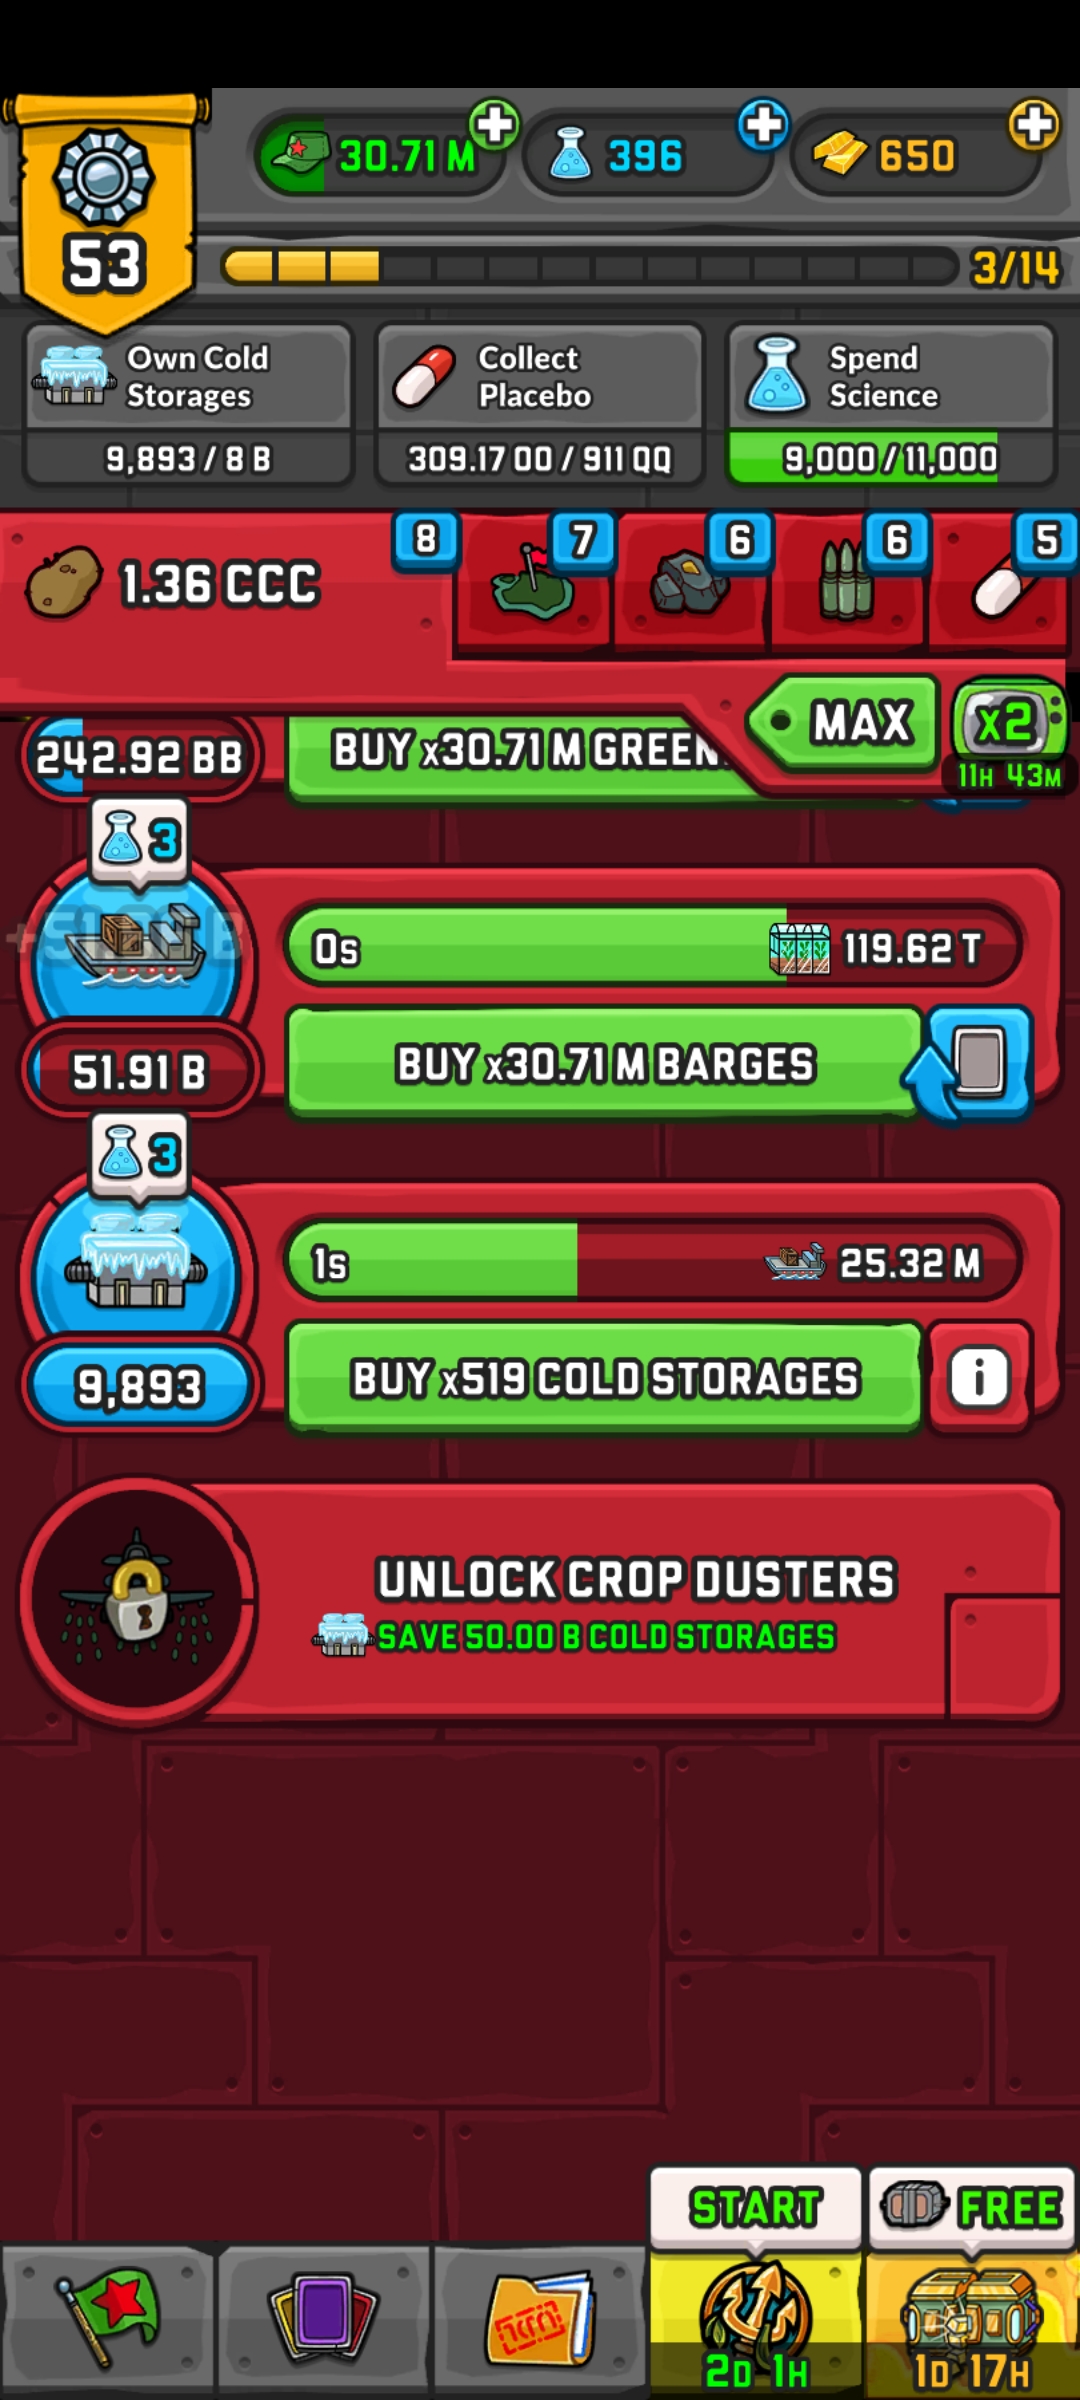 30.71 M
396
650
53
3/14
Own Cold
Storages
9,893 / 8 B
Collect
Placebo
309.17 OO / 911 QQ
Spend
Science
9,000 / 11,000
1.36 CCC
8
7
6
6
5
MAX
x2
11H 43M
242.92 BB
BUY x30.71 M GREEN
3
0s
119.62 T
51.91 B
BUY x30.71 M BARGES
3
1s
25.32 M
9,893
BUY x519 COLD STORAGES
i
UNLOCK CROP DUSTERS
SAVE 50.00 B COLD STORAGES
START
FREE
2D 1H
1D 17H